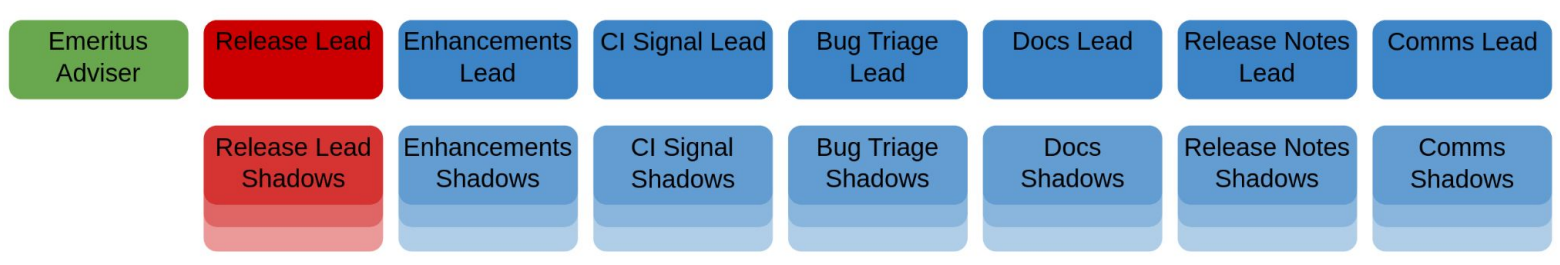 Emeritus
Adviser
Release Lead
Enhancements
Lead
CI Signal Lead
Bug Triage
Lead
Docs Lead
Release Notes
Lead
Comms Lead
Release Lead
Shadows
Enhancements
Shadows
CI Signal
Shadows
Bug Triage
Shadows
Docs
Shadows
Release Notes
Shadows
Comms
Shadows